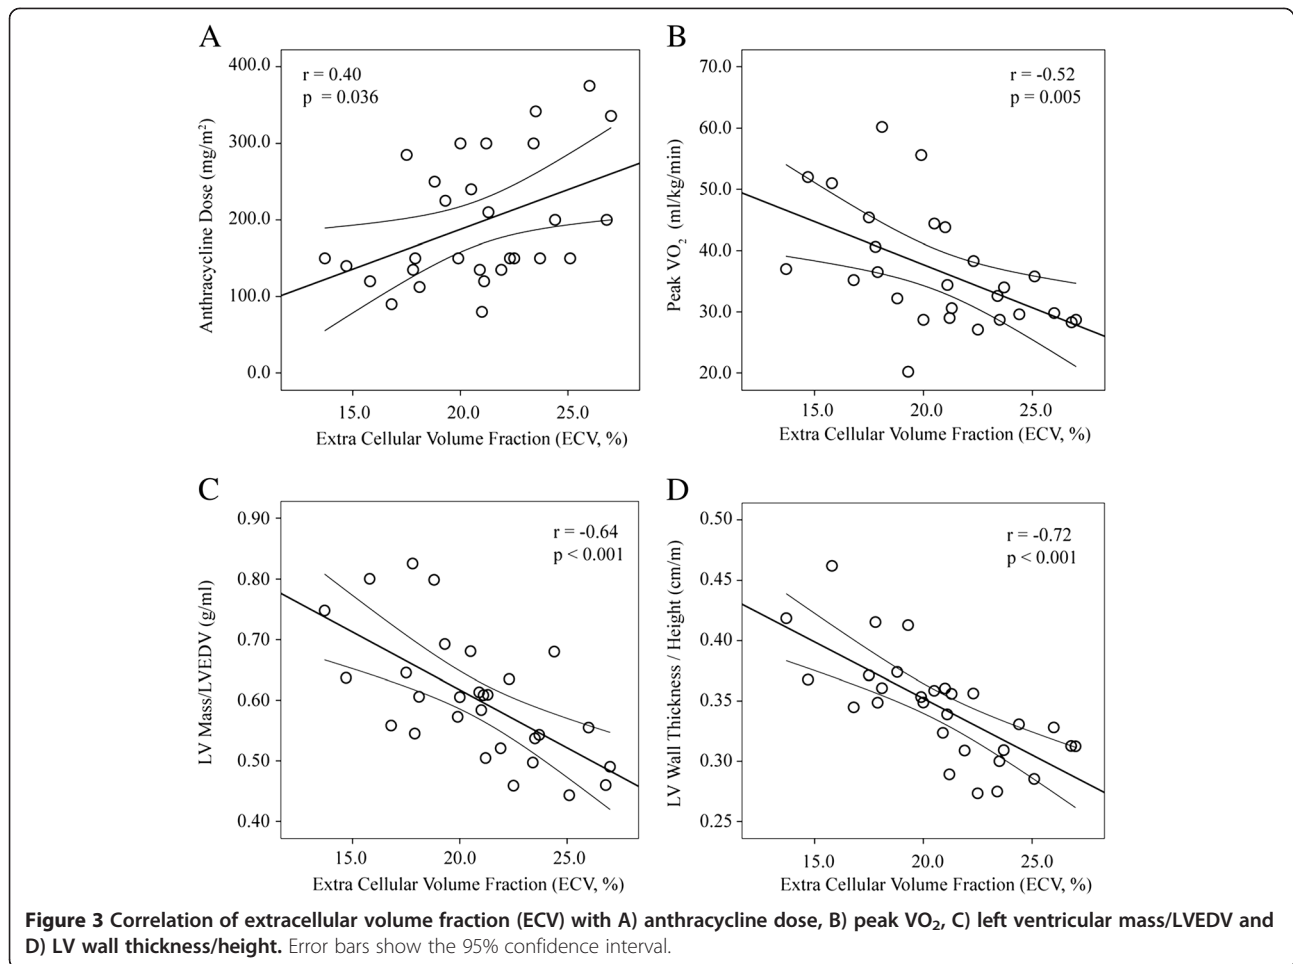 A
r = 0.40
p = 0.036
Anthracycline Dose (mg/m²)
400.0
300.0
200.0
100.0
0.0
15.0 20.0 25.0
Extra Cellular Volume Fraction (ECV, %)
B
r = -0.52
p = 0.005
Peak VO₂ (ml/kg/min)
70.0
60.0
50.0
40.0
30.0
20.0
15.0 20.0 25.0
Extra Cellular Volume Fraction (ECV, %)
C
r = -0.64
p < 0.001
LV Mass/LVEDV (g/ml)
0.90
0.80
0.70
0.60
0.50
0.40
15.0 20.0 25.0
Extra Cellular Volume Fraction (ECV, %)
D
r = -0.72
p < 0.001
LV Wall Thickness / Height (cm/m)
0.50
0.45
0.40
0.35
0.30
0.25
15.0 20.0 25.0
Extra Cellular Volume Fraction (ECV, %)
Figure 3 Correlation of extracellular volume fraction (ECV) with A) anthracycline dose, B) peak VO₂, C) left ventricular mass/LVEDV and
D) LV wall thickness/height. Error bars show the 95% confidence interval.